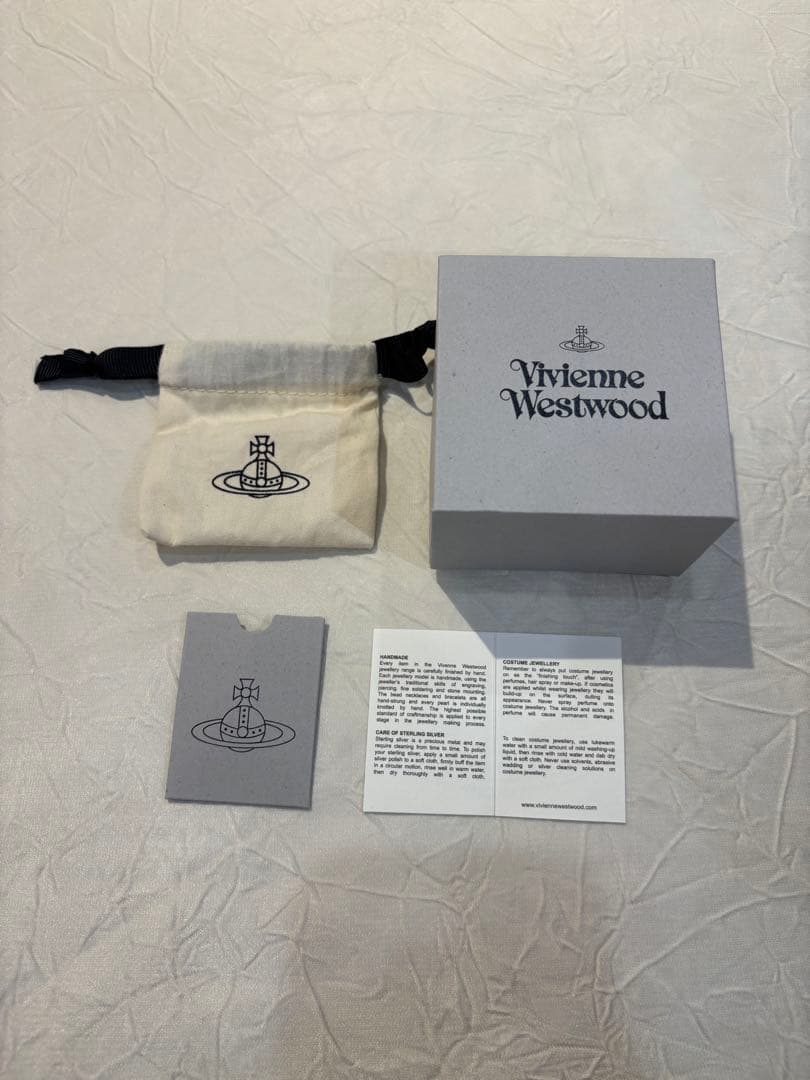 Vivienne
Westwood
HANDMADE
Every item in the Vivienne Westwood
jewellery range is carefully finished by hand.
Each jewellery model is handmade, using the
jeweller's traditional skills of engraving,
piercing, fine soldering and stone mounting.
The bead necklaces and bracelets are all
hand-strung and every pearl is individually
knotted by hand. The highest possible
standard of craftmanship is applied to every
stage in the jewellery making process.
CARE OF STERLING SILVER
Sterling silver is a precious metal and may
require cleaning from time to time. To polish
your sterling silver, apply a small amount of
silver polish to a soft cloth, firmly buff the item
in a circular motion, rinse well in warm water,
then dry thoroughly with a soft cloth.
COSTUME JEWELLERY
Remember to always put costume jewellery
on as the "finishing touch", after using
perfumes, hair spray or make-up. If cosmetics
are applied whilst wearing jewellery they will
build-up on the surface, dulling its
appearance. Never spray perfume onto
costume jewellery. The alcohol and acids in
perfume will cause permanent damage.
To clean costume jewellery, use lukewarm
water with a small amount of mild washing-up
liquid, then rinse with cold water and dab dry
with a soft cloth. Never use solvents, abrasive
wadding or silver cleaning solutions on
costume jewellery.
www.viviennewestwood.com